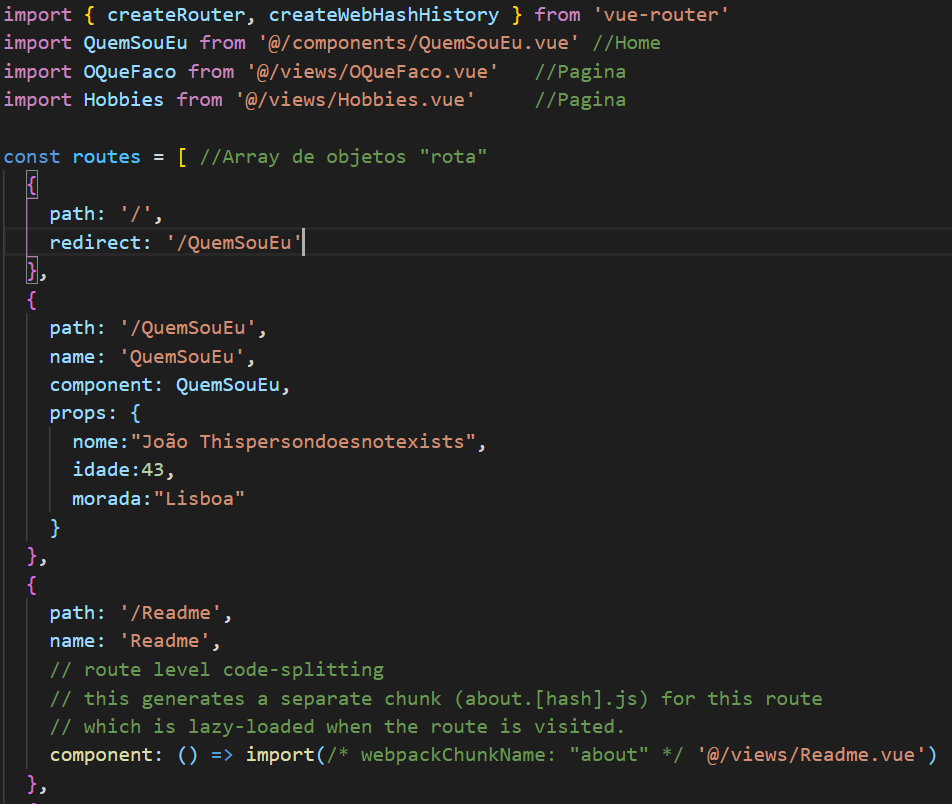 import { createRouter, createWebHashHistory } from 'vue-router'
import QuemSouEu from '@/components/QuemSouEu.vue' //Home
import OQueFaco from '@/views/OQueFaco.vue'   //Pagina
import Hobbies from '@/views/Hobbies.vue'     //Pagina

const routes = [ //Array de objetos "rota"
  {
    path: '/',
    redirect: '/QuemSouEu'
  },
  {
    path: '/QuemSouEu',
    name: 'QuemSouEu',
    component: QuemSouEu,
    props: {
      nome:"João Thispersondoesnotexists",
      idade:43,
      morada:"Lisboa"
    }
  },
  {
    path: '/Readme',
    name: 'Readme',
    // route level code-splitting
    // this generates a separate chunk (about.[hash].js) for this route
    // which is lazy-loaded when the route is visited.
    component: () => import(/* webpackChunkName: "about" */ '@/views/Readme.vue')
  },